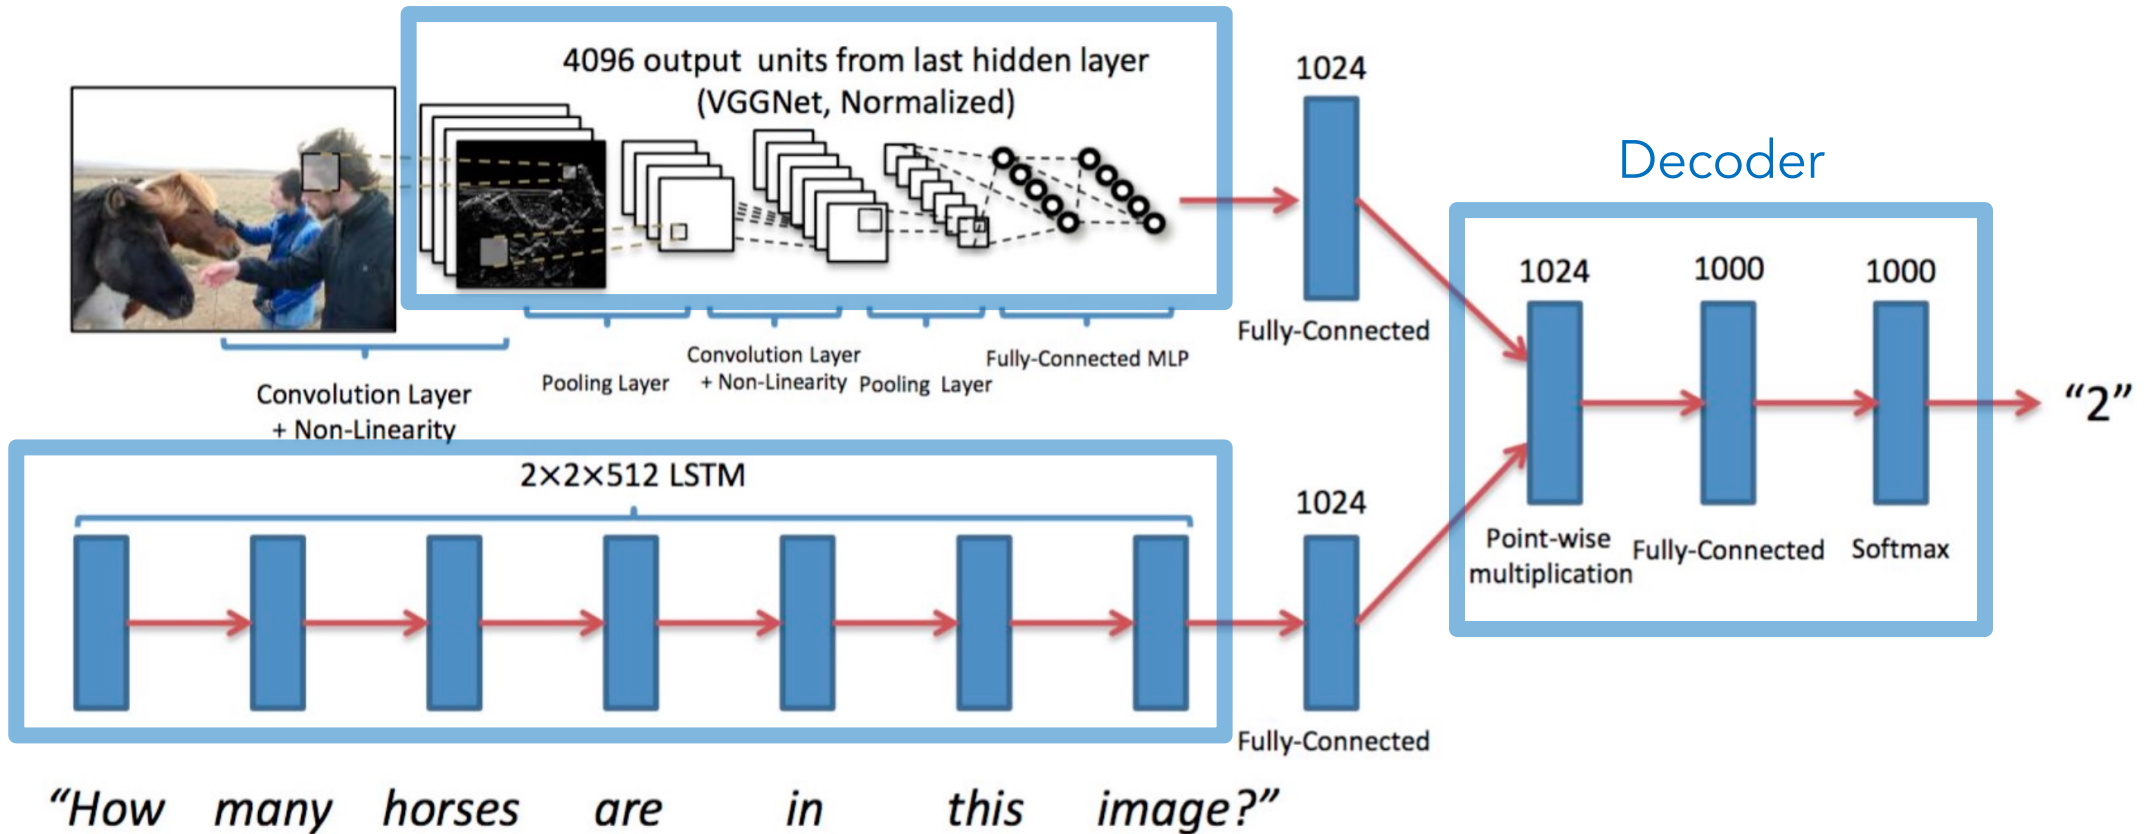 4096 output units from last hidden layer
(VGGNet, Normalized)
1024
Fully-Connected
Convolution Layer
+ Non-Linearity
Pooling Layer
Convolution Layer
+ Non-Linearity
Pooling Layer
Fully-Connected MLP
2×2×512 LSTM
1024
Fully-Connected
"How many horses are in this image?"
Decoder
1024
Point-wise
multiplication
1000
Fully-Connected
1000
Softmax
"2"